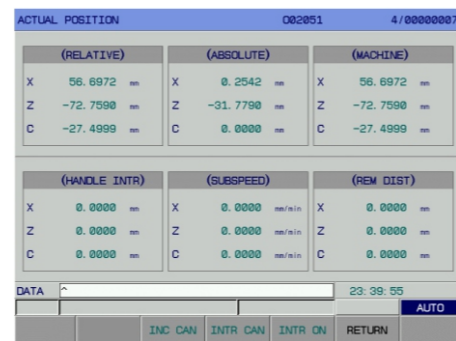 ACTUAL POSITION O02051 4/00000007
(RELATIVE) (ABSOLUTE) (MACHINE)
X 56.6972 mm X 0.2542 mm X 56.6972 mm
Z -72.7590 mm Z -31.7790 mm Z -72.7590 mm
C -27.4999 mm C 0.0000 mm C -27.4999 mm
(HANDLE INTR) (SUBSPEED) (REM DIST)
X 0.0000 mm X 0.0000 mm/min X 0.0000 mm
Z 0.0000 mm Z 0.0000 mm/min Z 0.0000 mm
C 0.0000 mm C 0.0000 mm/min C 0.0000 mm
DATA ^ 23:39:55
AUTO
INC CAN INTR CAN INTR ON RETURN